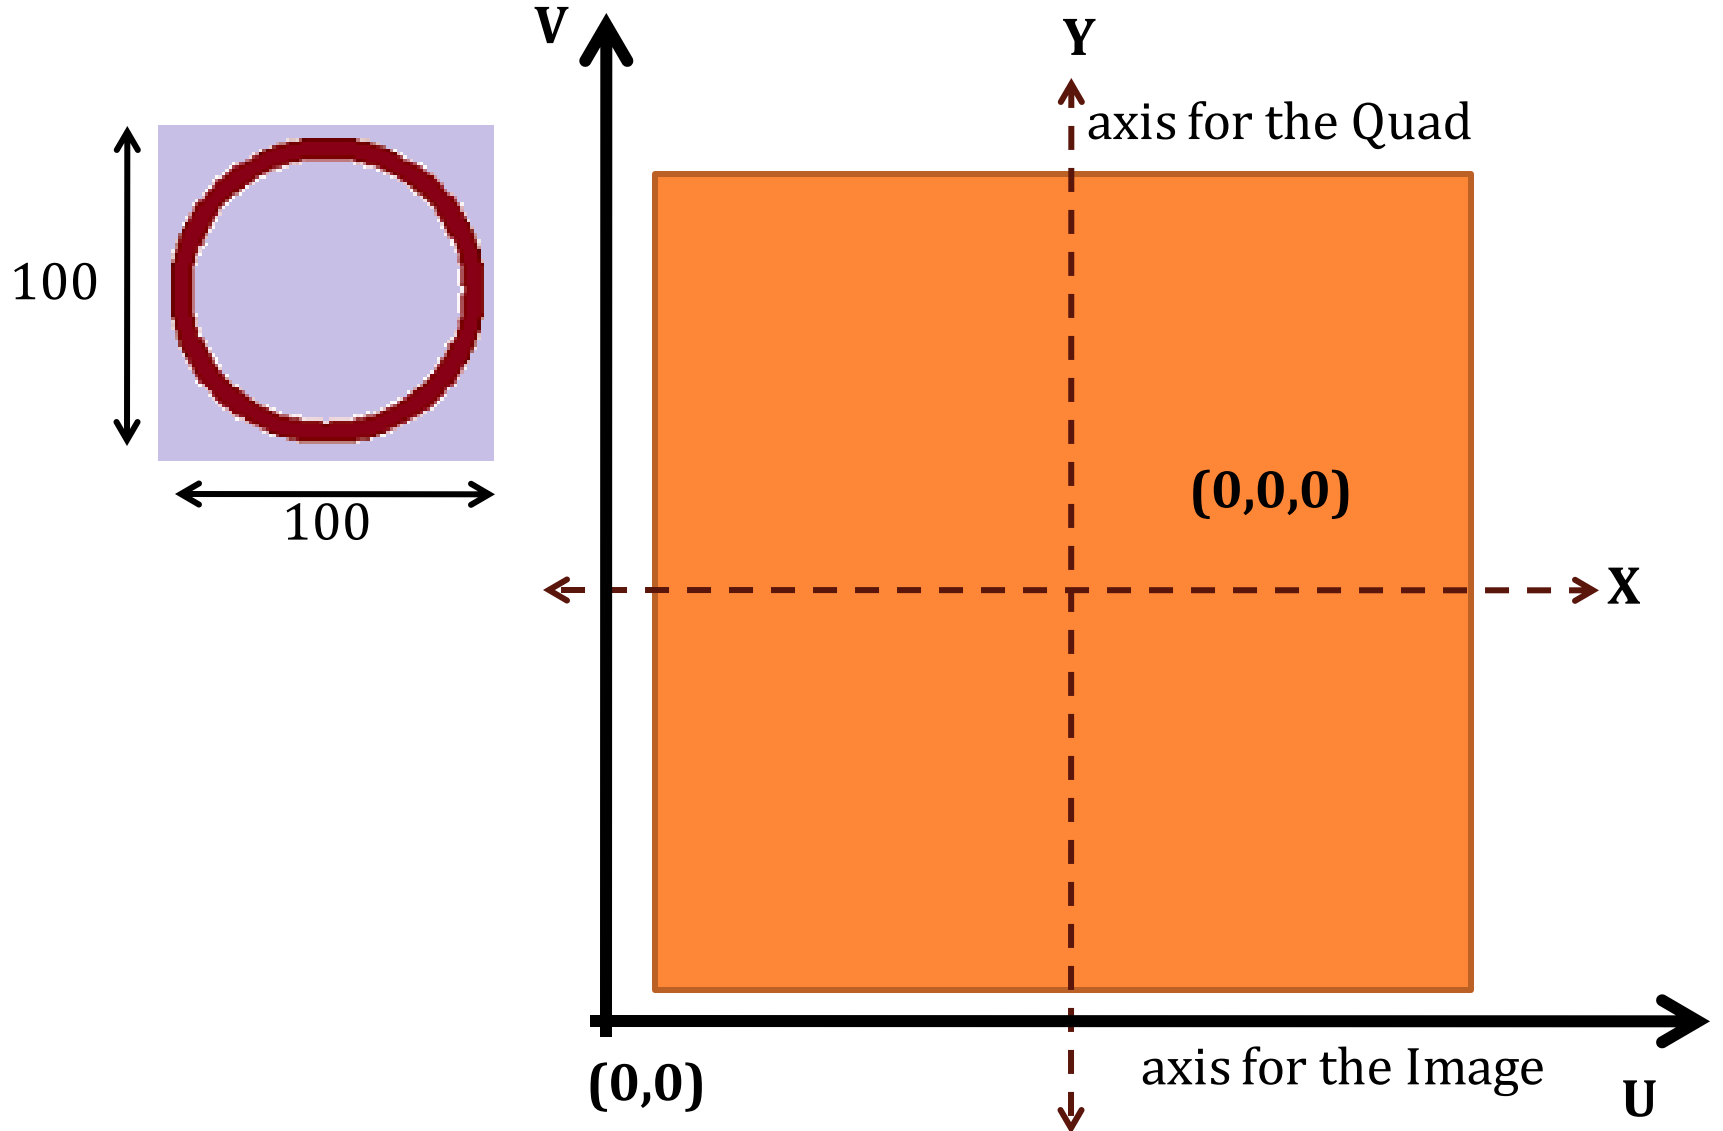 V
Y
axis for the Quad
100
(0,0,0)
100
X
axis for the Image
(0,0)
U